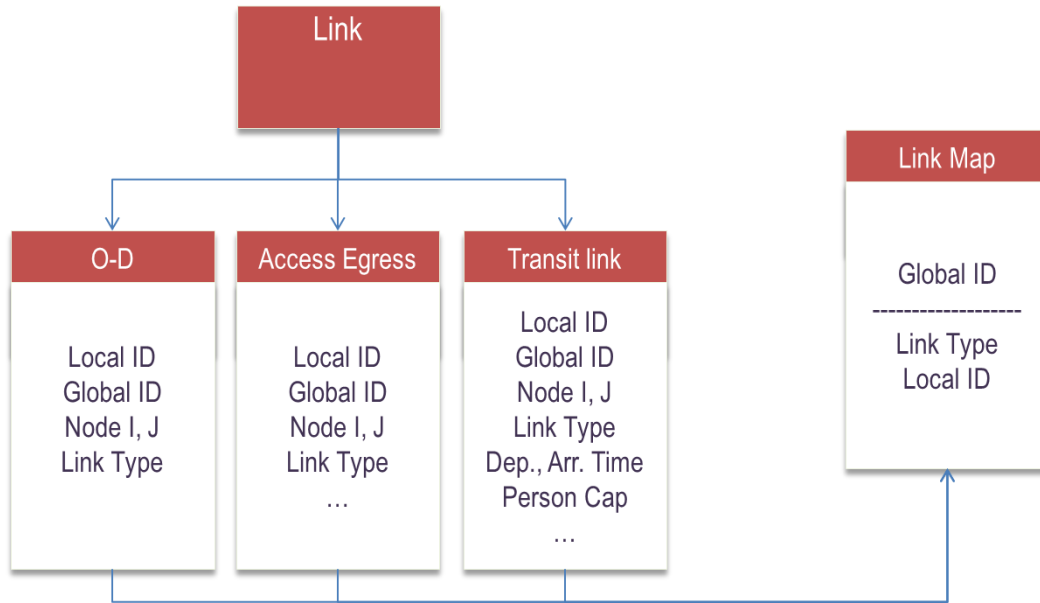 Link
O-D
Local ID
Global ID
Node I, J
Link Type
Access Egress
Local ID
Global ID
Node I, J
Link Type
...
Transit link
Local ID
Global ID
Node I, J
Link Type
Dep., Arr. Time
Person Cap
...
Link Map
Global ID
-------------------
Link Type
Local ID